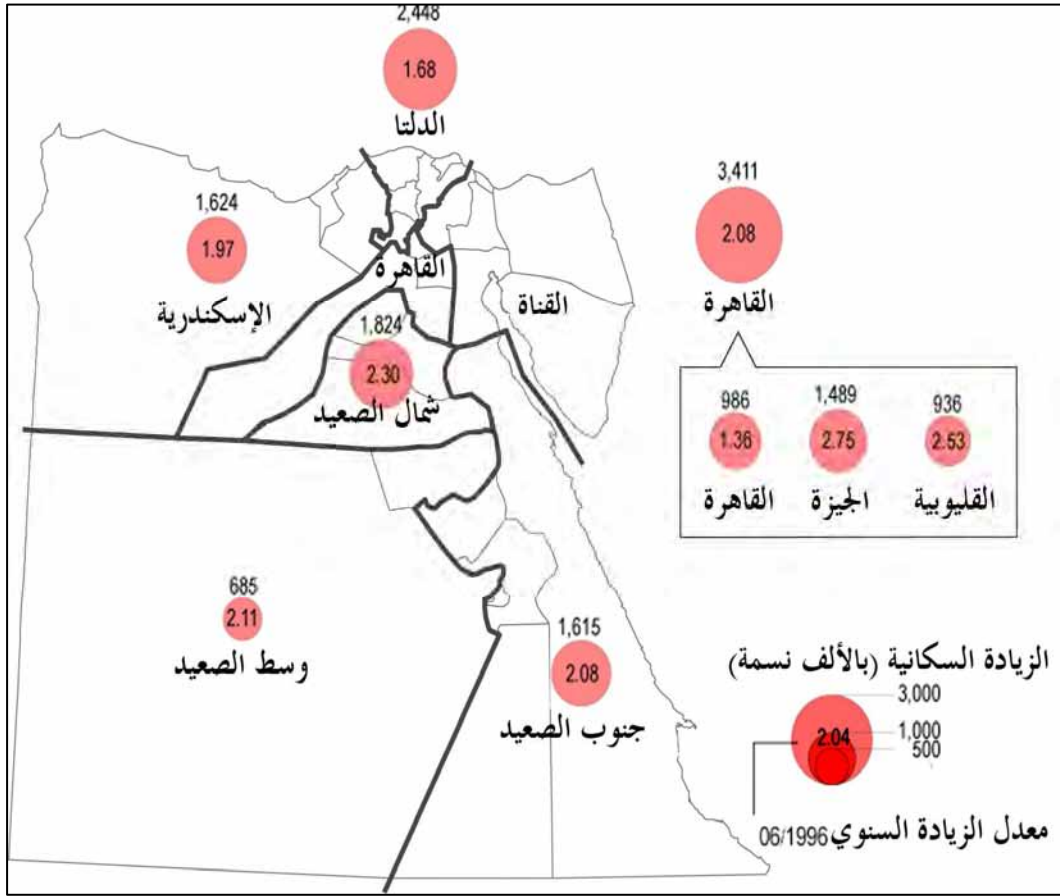 2,448
1.68
الدلتا
1,624
1.97
الإسكندرية
القاهرة
القناة
3,411
2.08
القاهرة
1,824
2.30
شمال الصعيد
986
1.36
القاهرة
1,489
2.75
الجيزة
936
2.53
القليوبية
685
2.11
وسط الصعيد
1,615
2.08
جنوب الصعيد
الزيادة السكانية (بالألف نسمة)
3,000
1,000
500
2.04
معدل الزيادة السنوي 06/1996